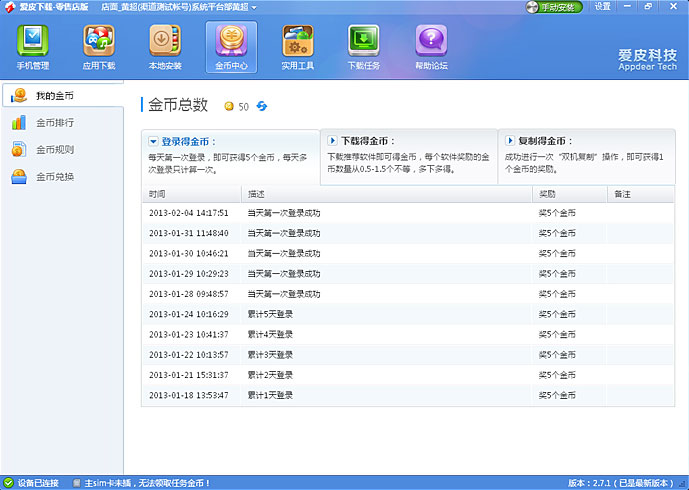 爱皮下载-零售店版 店面_黄超(渠道测试帐号)系统平台部黄超
手动安装 设置
手机管理 应用下载 本地安装 金币中心 实用工具 下载任务 帮助论坛
爱皮科技
Appdear Tech
我的金币
金币排行
金币规则
金币兑换
金币总数 50
登录得金币：
每天第一次登录，即可获得5个金币，每天多
次登录只计算一次。
下载得金币：
下载推荐软件即可得金币，每个软件奖励的金
币数量从0.5-1.5个不等，多下多得。
复制得金币：
成功进行一次“双机复制”操作，即可获得1
个金币的奖励。
时间 描述 奖励 备注
2013-02-04 14:17:51 当天第一次登录成功 奖5个金币
2013-01-31 11:48:40 当天第一次登录成功 奖5个金币
2013-01-30 10:46:21 当天第一次登录成功 奖5个金币
2013-01-29 10:29:23 当天第一次登录成功 奖5个金币
2013-01-28 09:48:57 当天第一次登录成功 奖5个金币
2013-01-24 10:16:29 累计5天登录 奖5个金币
2013-01-23 10:41:37 累计4天登录 奖5个金币
2013-01-22 10:13:57 累计3天登录 奖5个金币
2013-01-21 15:31:37 累计2天登录 奖5个金币
2013-01-18 13:53:47 累计1天登录 奖5个金币
设备已连接 主sim卡未插，无法领取任务金币！ 版本：2.7.1（已是最新版本）